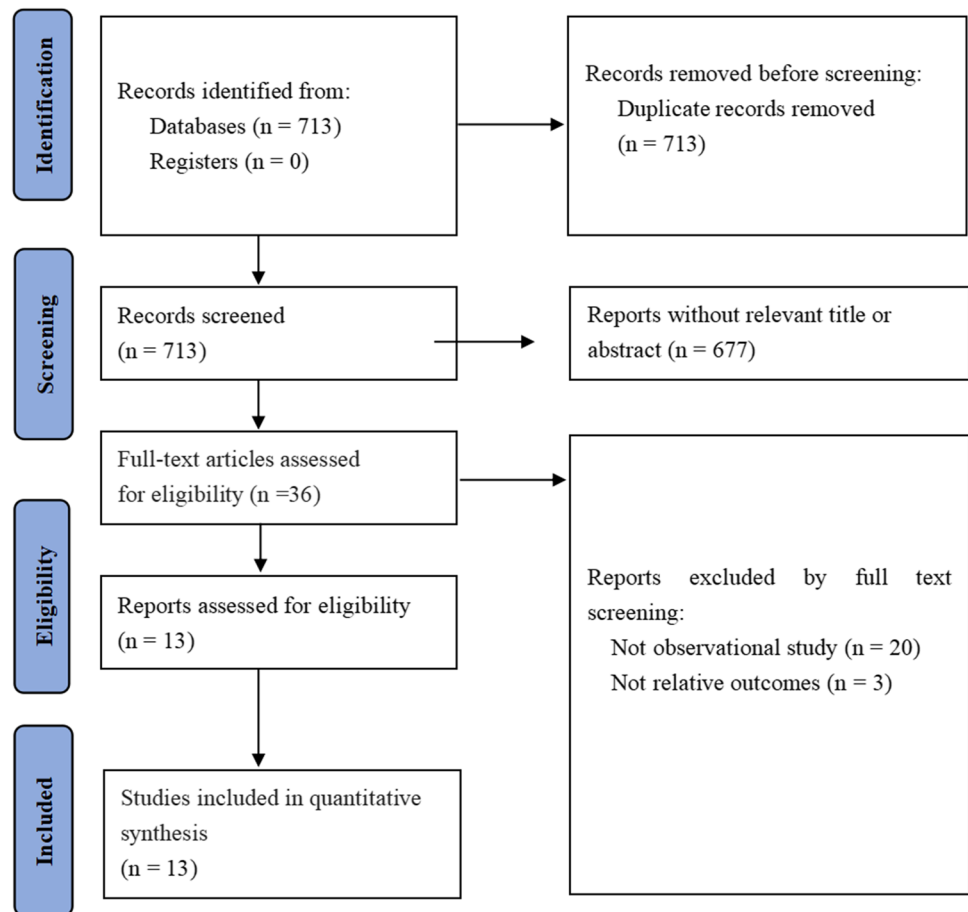 Identification
Records identified from:
Databases (n = 713)
Registers (n = 0)
Records removed before screening:
Duplicate records removed
(n = 713)
Screening
Records screened
(n = 713)
Reports without relevant title or
abstract (n = 677)
Full-text articles assessed
for eligibility (n =36)
Eligibility
Reports assessed for eligibility
(n = 13)
Reports excluded by full text
screening:
Not observational study (n = 20)
Not relative outcomes (n = 3)
Included
Studies included in quantitative
synthesis
(n = 13)